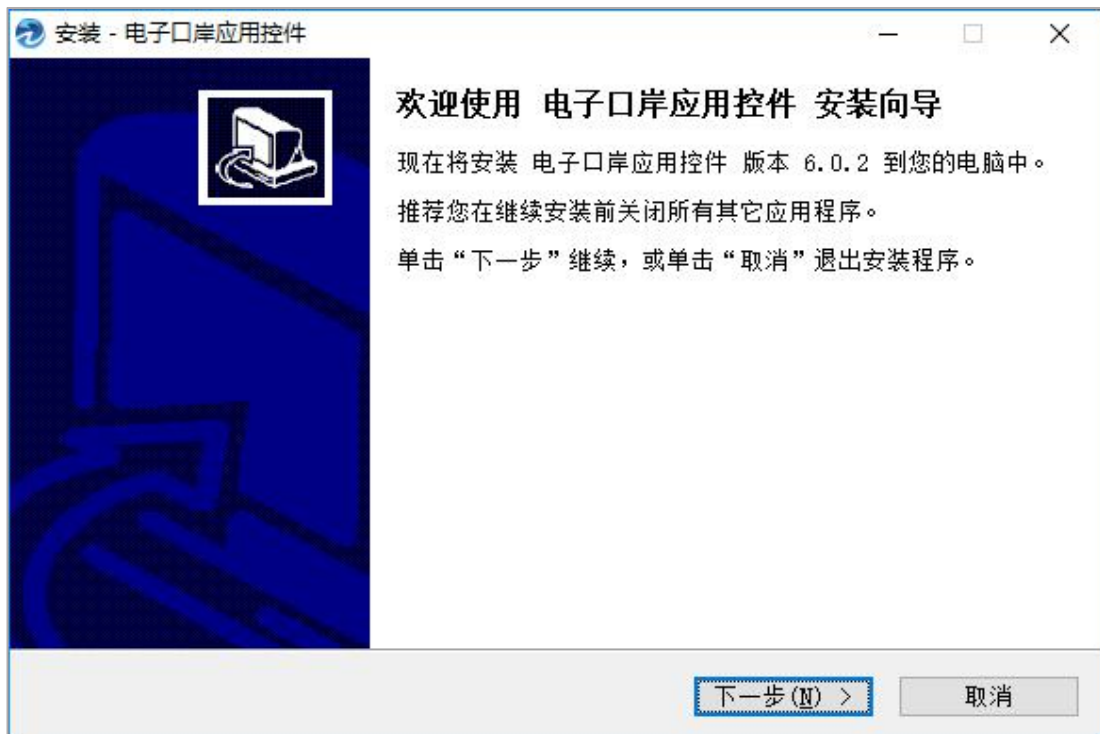 安装 - 电子口岸应用控件
欢迎使用 电子口岸应用控件 安装向导
现在将安装 电子口岸应用控件 版本 6.0.2 到您的电脑中。
推荐您在继续安装前关闭所有其它应用程序。
单击“下一步”继续，或单击“取消”退出安装程序。
下一步(N) >
取消